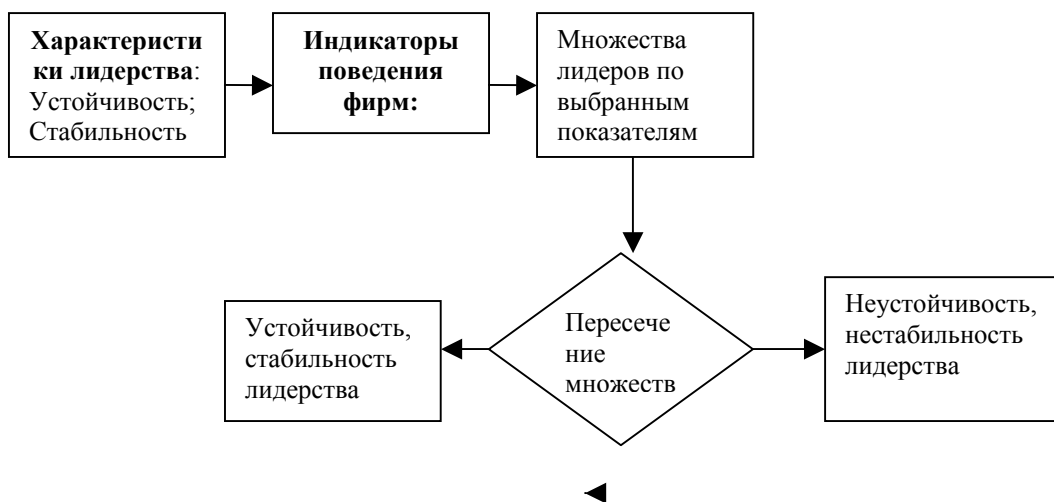 Характеристи
ки лидерства:
Устойчивость;
Стабильность
Индикаторы
поведения
фирм:
Множества
лидеров по
выбранным
показателям
Устойчивость,
стабильность
лидерства
Пересече
ние
множеств
Неустойчивость,
нестабильность
лидерства